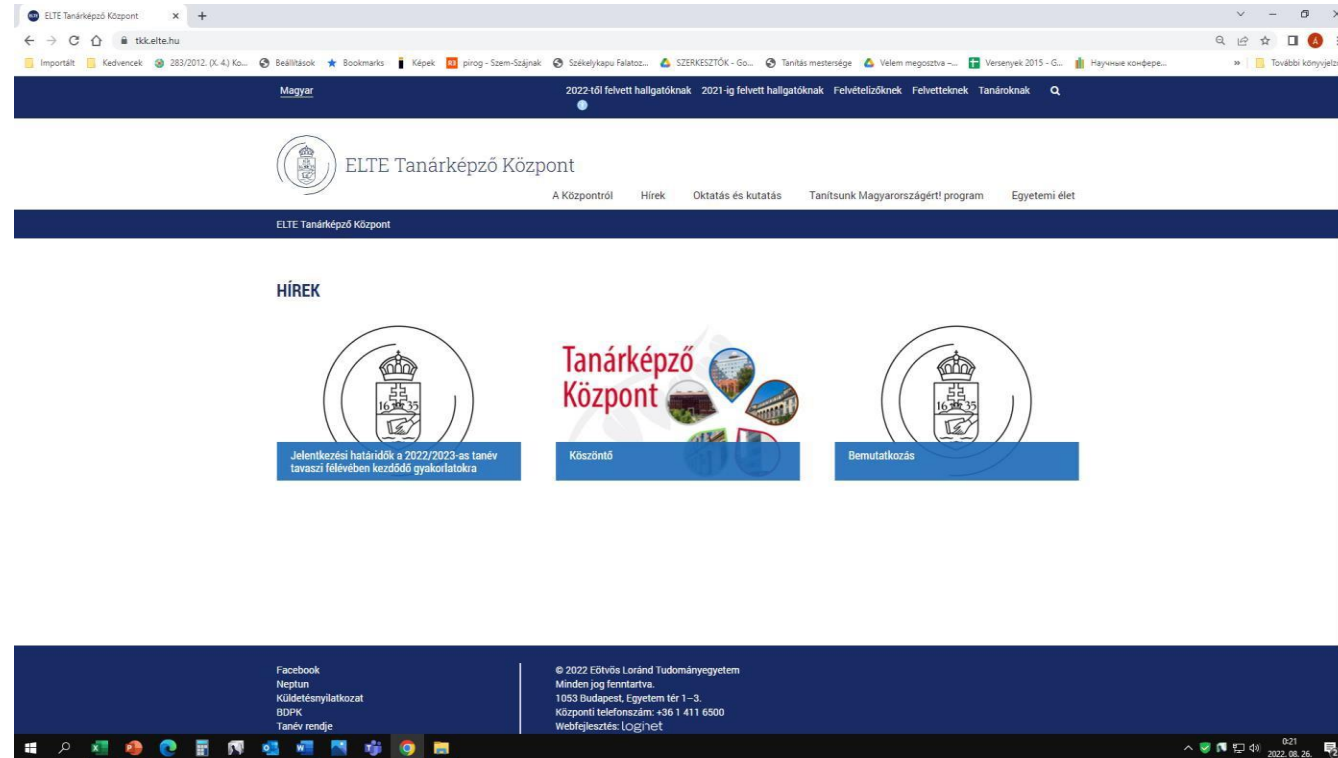 ELTE Tanárképző Központ
tkk.elte.hu
Importált Kedvencek 283/2012. (X. 4.) Ko... Beállítások Bookmarks Képek pirog - Szem-Szájnak Székelykapu Falatoz... SZERKESZTŐK - Go... Tanítás mestersége Velem megosztva –... Versenyek 2015 - G... Научные конфере... » További könyvjelz
Magyar
2022-től felvett hallgatóknak 2021-ig felvett hallgatóknak Felvételizőknek Felvetteknek Tanároknak
ELTE Tanárképző Központ
A Központról Hírek Oktatás és kutatás Tanítsunk Magyarországért! program Egyetemi élet
ELTE Tanárképző Központ
HÍREK
16 35
Jelentkezési határidők a 2022/2023-as tanév
tavaszi félévében kezdődő gyakorlatokra
Tanárképző
Központ
Köszöntő
16 35
Bemutatkozás
Facebook
Neptun
Küldetésnyilatkozat
BDPK
Tanév rendje
© 2022 Eötvös Loránd Tudományegyetem
Minden jog fenntartva.
1053 Budapest, Egyetem tér 1–3.
Központi telefonszám: +36 1 411 6500
Webfejlesztés: Loginet
0:21
2022. 08. 26.